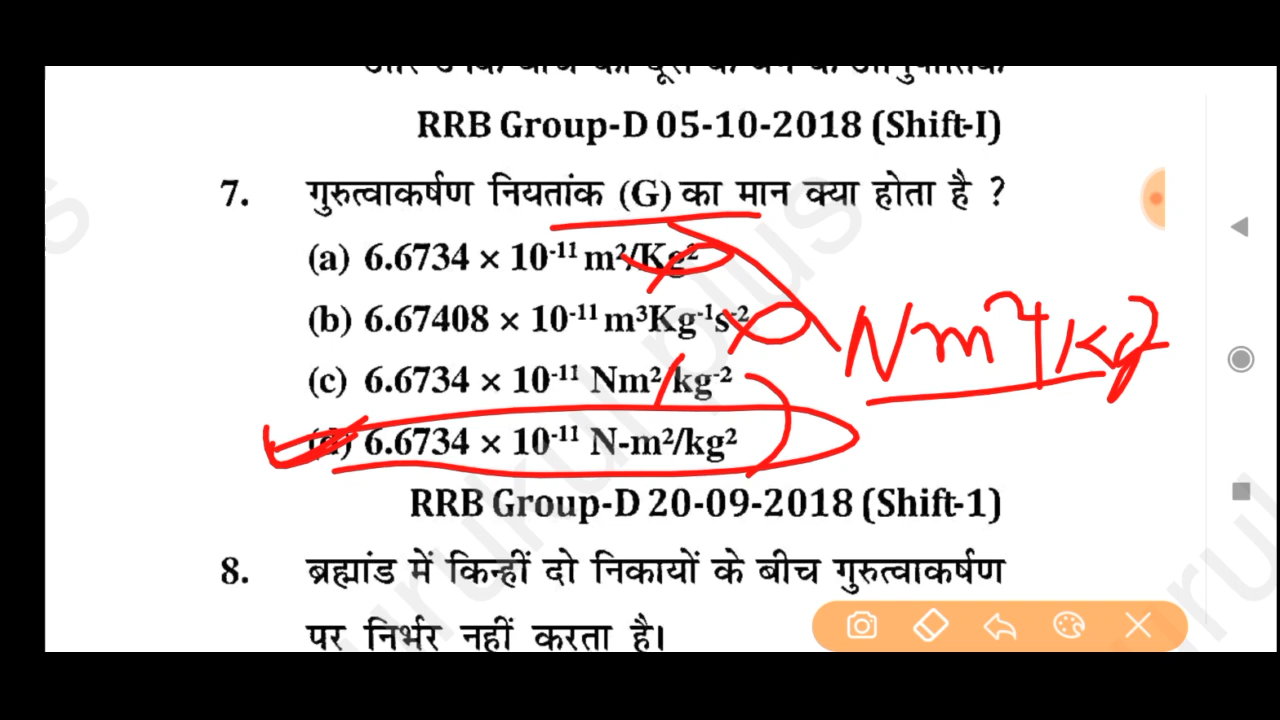 RRB Group-D 05-10-2018 (Shift-I)
7. गुरुत्वाकर्षण नियतांक (G) का मान क्या होता है ?
(a) 6.6734 × 10⁻¹¹ m²/Kg²
(b) 6.67408 × 10⁻¹¹ m³Kg⁻¹s⁻²
Nm²/Kg²
(c) 6.6734 × 10⁻¹¹ Nm²/kg⁻²
(d) 6.6734 × 10⁻¹¹ N-m²/kg²
RRB Group-D 20-09-2018 (Shift-1)
8. ब्रह्मांड में किन्हीं दो निकायों के बीच गुरुत्वाकर्षण
पर निर्भर नहीं करता है।